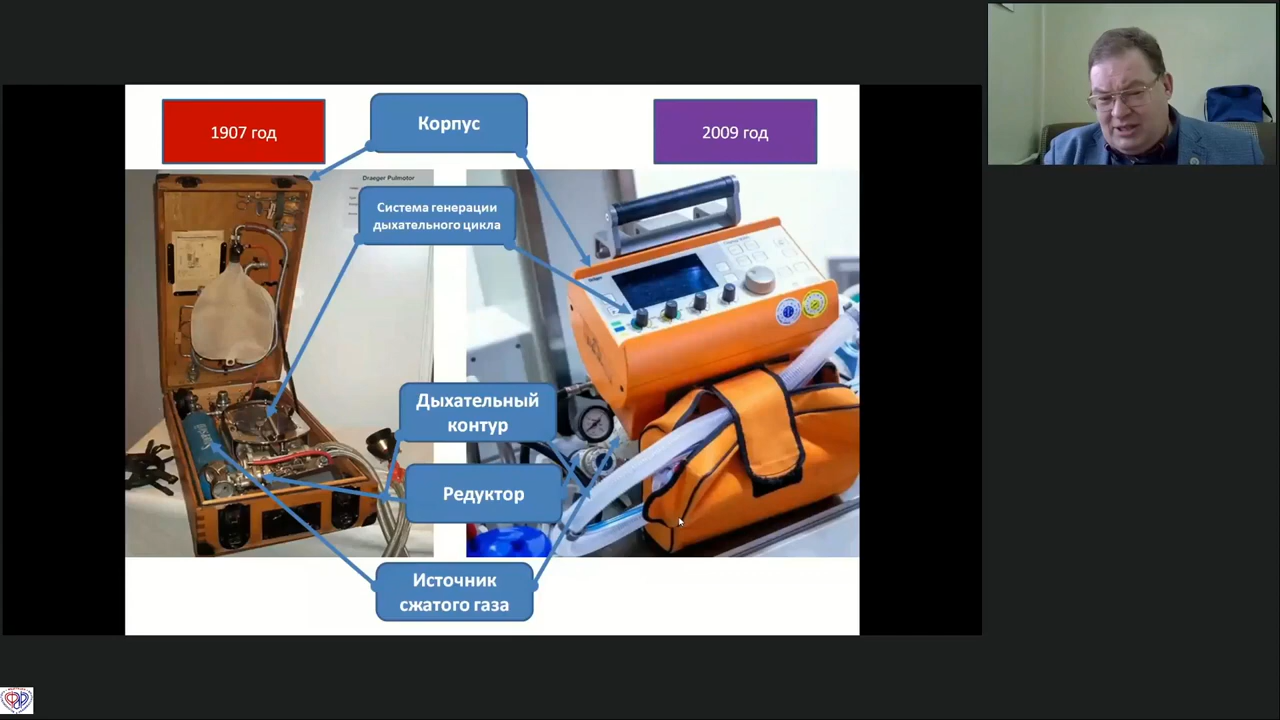 1907 год
Корпус
2009 год
Draeger Pulmotor
Система генерации
дыхательного цикла
Дыхательный
контур
Редуктор
Источник
сжатого газа